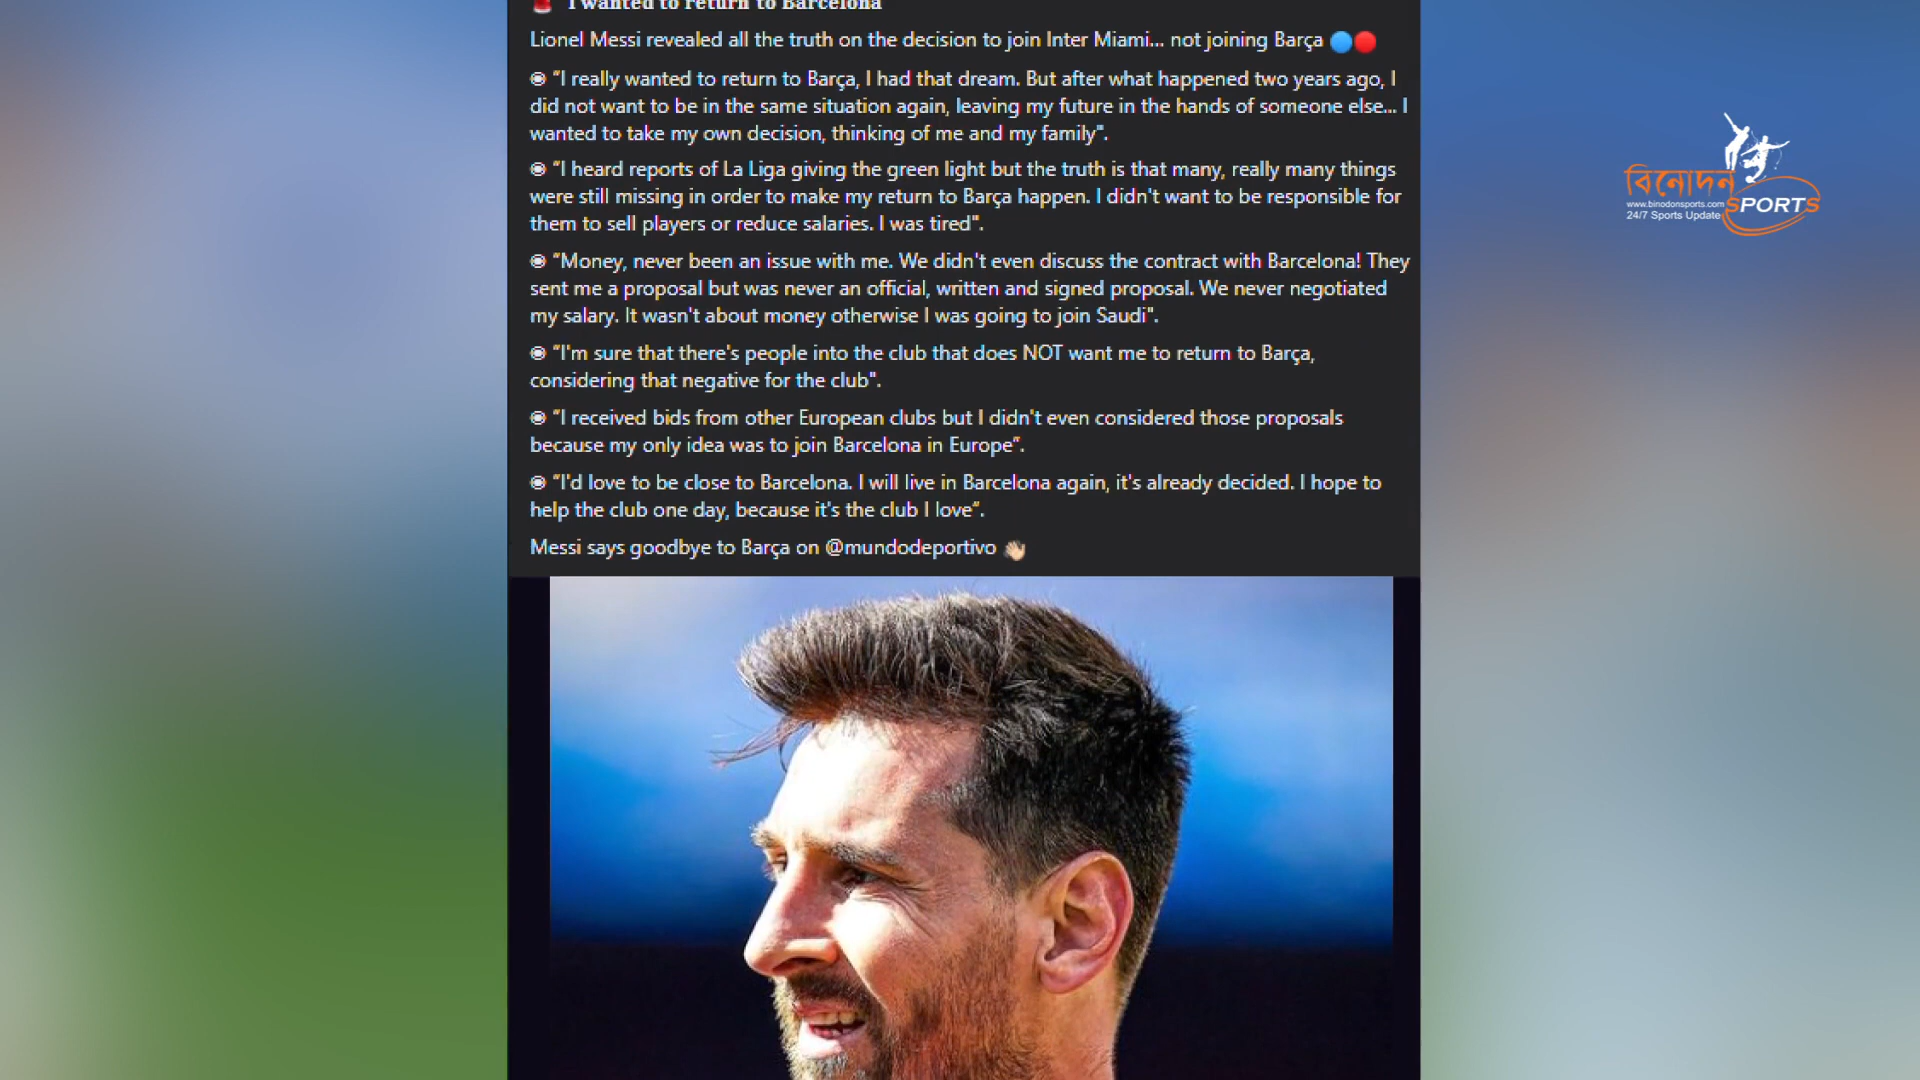 I wanted to return to Barcelona
Lionel Messi revealed all the truth on the decision to join Inter Miami... not joining Barça 🔵🔴
◉ “I really wanted to return to Barça, I had that dream. But after what happened two years ago, I
did not want to be in the same situation again, leaving my future in the hands of someone else... I
wanted to take my own decision, thinking of me and my family".
◉ “I heard reports of La Liga giving the green light but the truth is that many, really many things
were still missing in order to make my return to Barça happen. I didn't want to be responsible for
them to sell players or reduce salaries. I was tired".
◉ “Money, never been an issue with me. We didn't even discuss the contract with Barcelona! They
sent me a proposal but was never an official, written and signed proposal. We never negotiated
my salary. It wasn't about money otherwise I was going to join Saudi".
◉ “I'm sure that there's people into the club that does NOT want me to return to Barça,
considering that negative for the club".
◉ “I received bids from other European clubs but I didn't even considered those proposals
because my only idea was to join Barcelona in Europe”.
◉ “I'd love to be close to Barcelona. I will live in Barcelona again, it's already decided. I hope to
help the club one day, because it's the club I love”.
Messi says goodbye to Barça on @mundodeportivo 👋🏻
বিনোদন
www.binodonsports.com
SPORTS
24/7 Sports Update